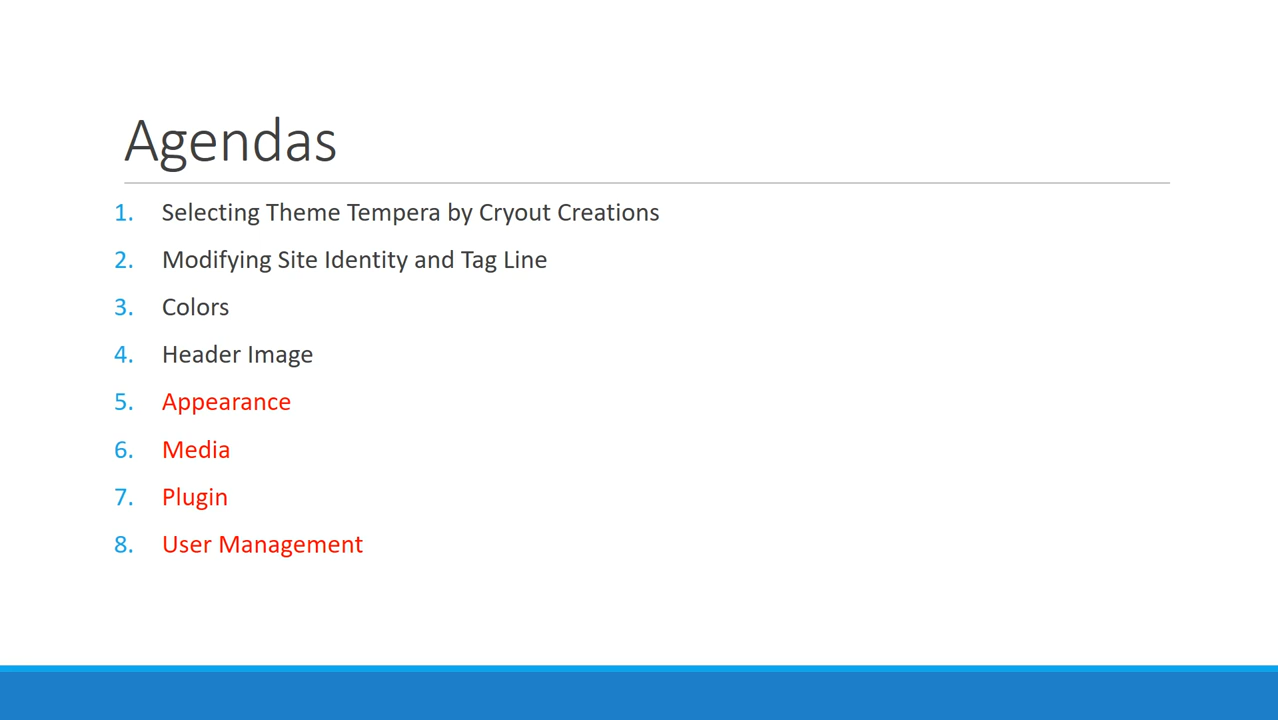 Agendas
1. Selecting Theme Tempera by Cryout Creations
2. Modifying Site Identity and Tag Line
3. Colors
4. Header Image
5. Appearance
6. Media
7. Plugin
8. User Management